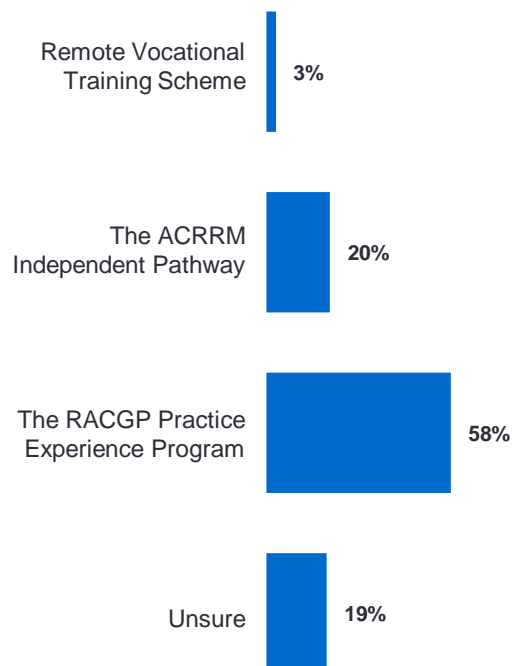 Remote Vocational
Training Scheme
3%
The ACRRM
Independent Pathway
20%
The RACGP Practice
Experience Program
58%
Unsure
19%